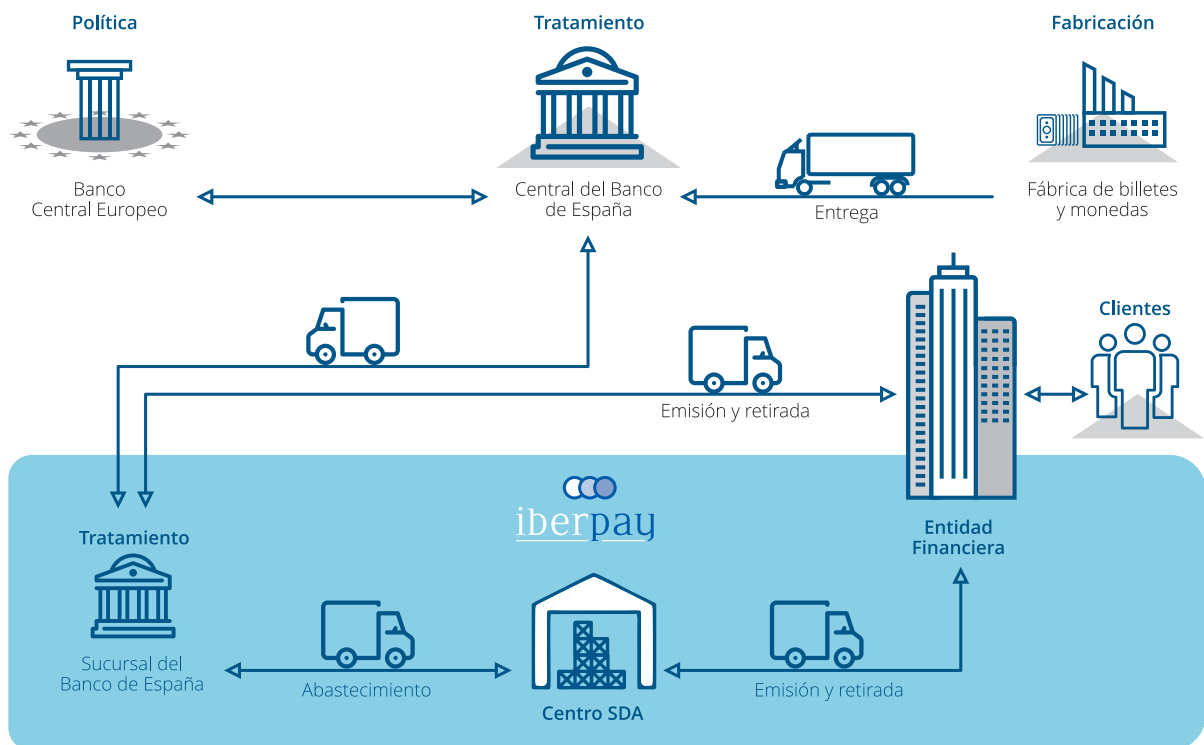 Política
Tratamiento
Fabricación
Banco
Central Europeo
Central del Banco
de España
Entrega
Fábrica de billetes
y monedas
Clientes
Emisión y retirada
iberpay
Tratamiento
Entidad
Financiera
Sucursal del
Banco de España
Abastecimiento
Centro SDA
Emisión y retirada